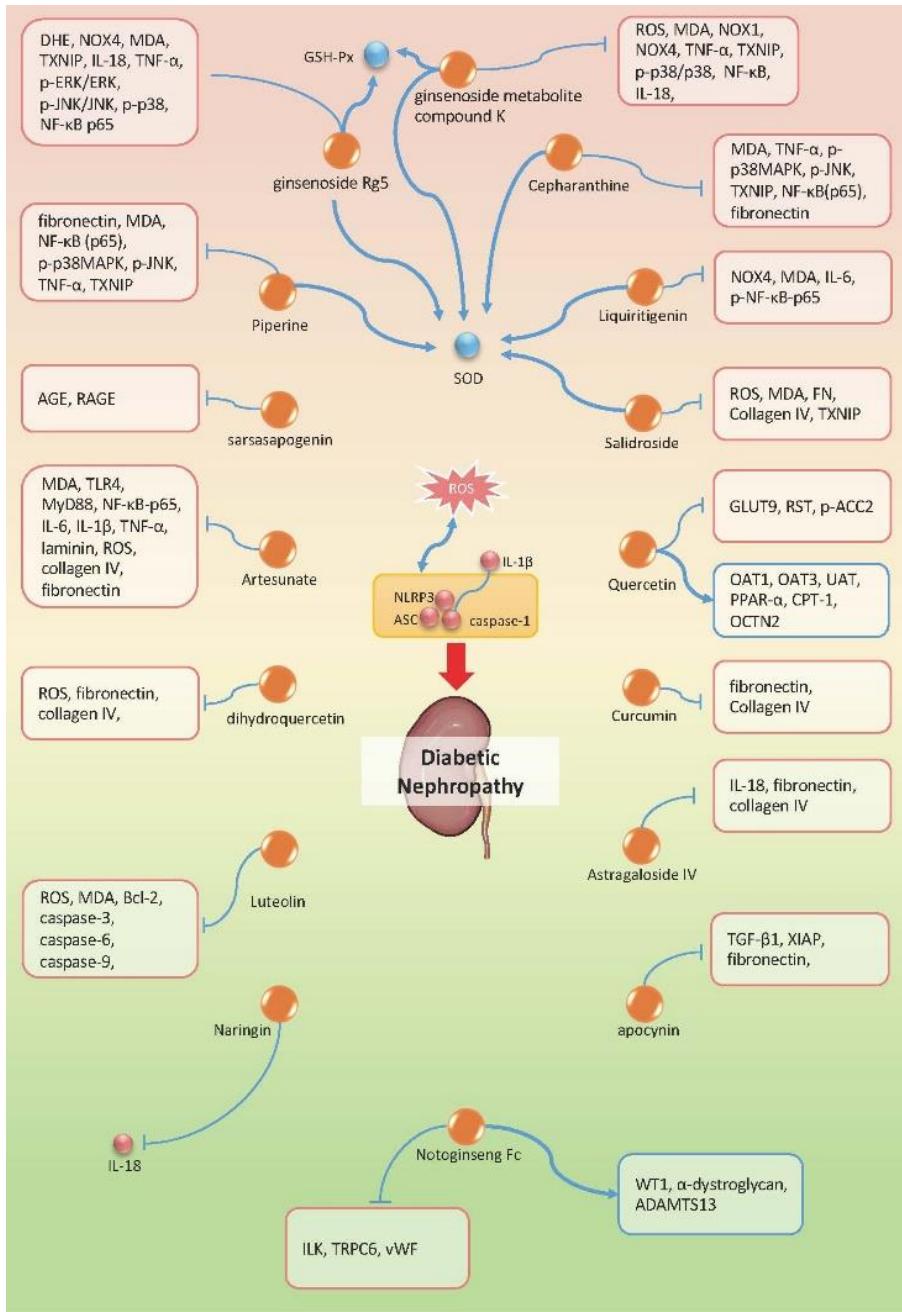 DHE, NOX4, MDA,
TXNIP, IL-18, TNF-α,
p-ERK/ERK,
p-JNK/JNK, p-p38,
NF-κB p65
GSH-Px
ginsenoside metabolite
compound K
ROS, MDA, NOX1,
NOX4, TNF-α, TXNIP,
p-p38/p38, NF-κB,
IL-18,
ginsenoside Rg5
Cepharanthine
MDA, TNF-α, p-
p38MAPK, p-JNK,
TXNIP, NF-κB(p65),
fibronectin
fibronectin, MDA,
NF-κB (p65),
p-p38MAPK, p-JNK,
TNF-α, TXNIP
Piperine
Liquiritigenin
NOX4, MDA, IL-6,
p-NF-κB-p65
SOD
AGE, RAGE
sarsasapogenin
Salidroside
ROS, MDA, FN,
Collagen IV, TXNIP
MDA, TLR4,
MyD88, NF-κB-p65,
IL-6, IL-1β, TNF-α,
laminin, ROS,
collagen IV,
fibronectin
Artesunate
ROS
IL-1β
NLRP3
ASC
caspase-1
Quercetin
GLUT9, RST, p-ACC2
OAT1, OAT3, UAT,
PPAR-α, CPT-1,
OCTN2
ROS, fibronectin,
collagen IV,
dihydroquercetin
Curcumin
fibronectin,
Collagen IV
Diabetic
Nephropathy
IL-18, fibronectin,
collagen IV
Astragaloside IV
Luteolin
ROS, MDA, Bcl-2,
caspase-3,
caspase-6,
caspase-9,
TGF-β1, XIAP,
fibronectin,
Naringin
apocynin
IL-18
Notoginseng Fc
WT1, α-dystroglycan,
ADAMTS13
ILK, TRPC6, vWF